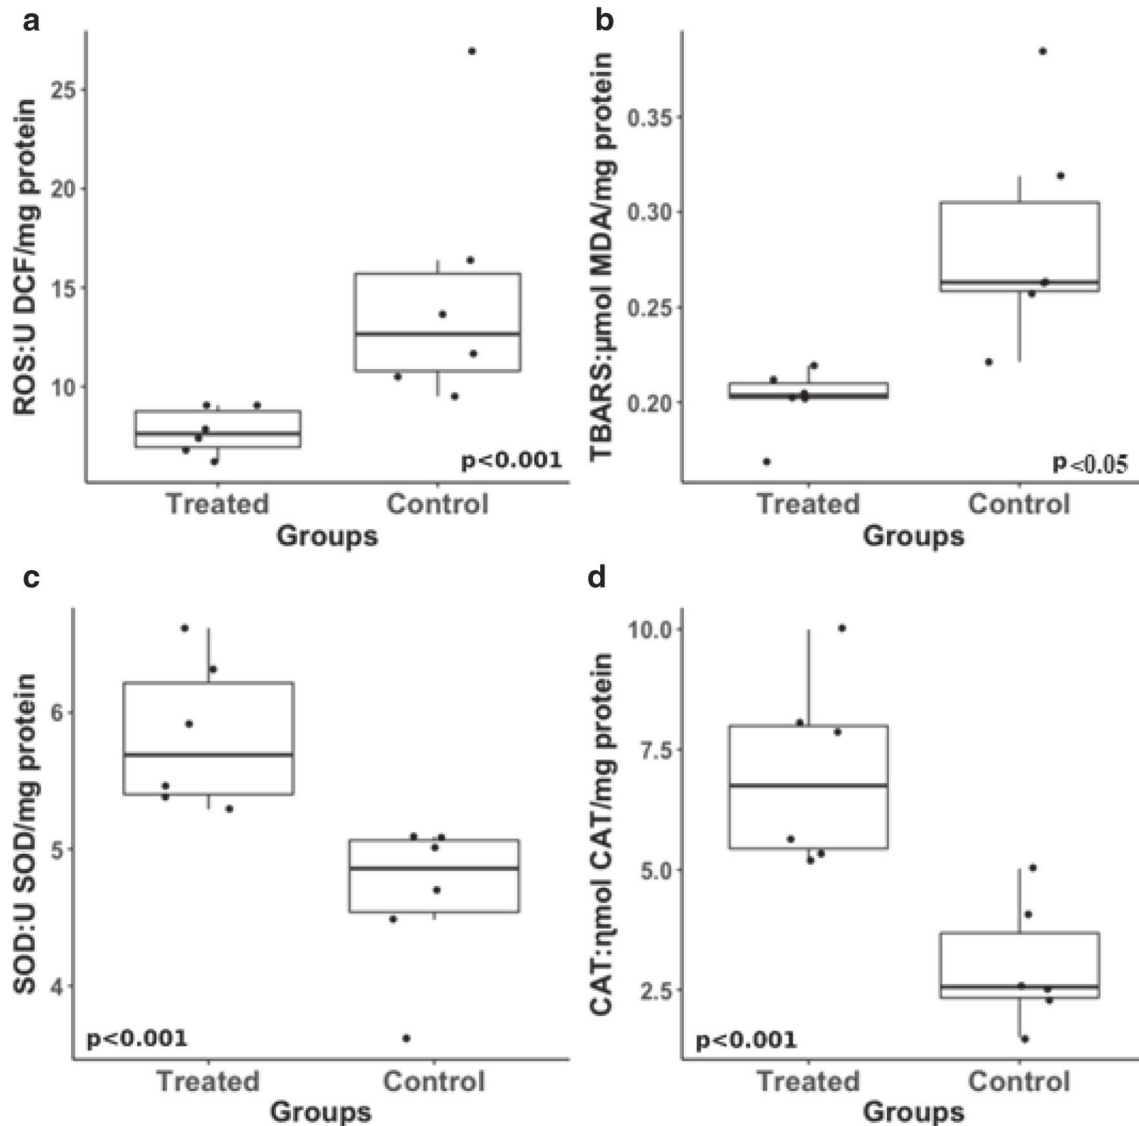 a
ROS:U DCF/mg protein
25
20
15
10
p<0.001
Treated
Control
Groups
b
TBARS:µmol MDA/mg protein
0.35
0.30
0.25
0.20
p<0.05
Treated
Control
Groups
c
SOD:U SOD/mg protein
6
5
4
p<0.001
Treated
Control
Groups
d
CAT:ηmol CAT/mg protein
10.0
7.5
5.0
2.5
p<0.001
Treated
Control
Groups